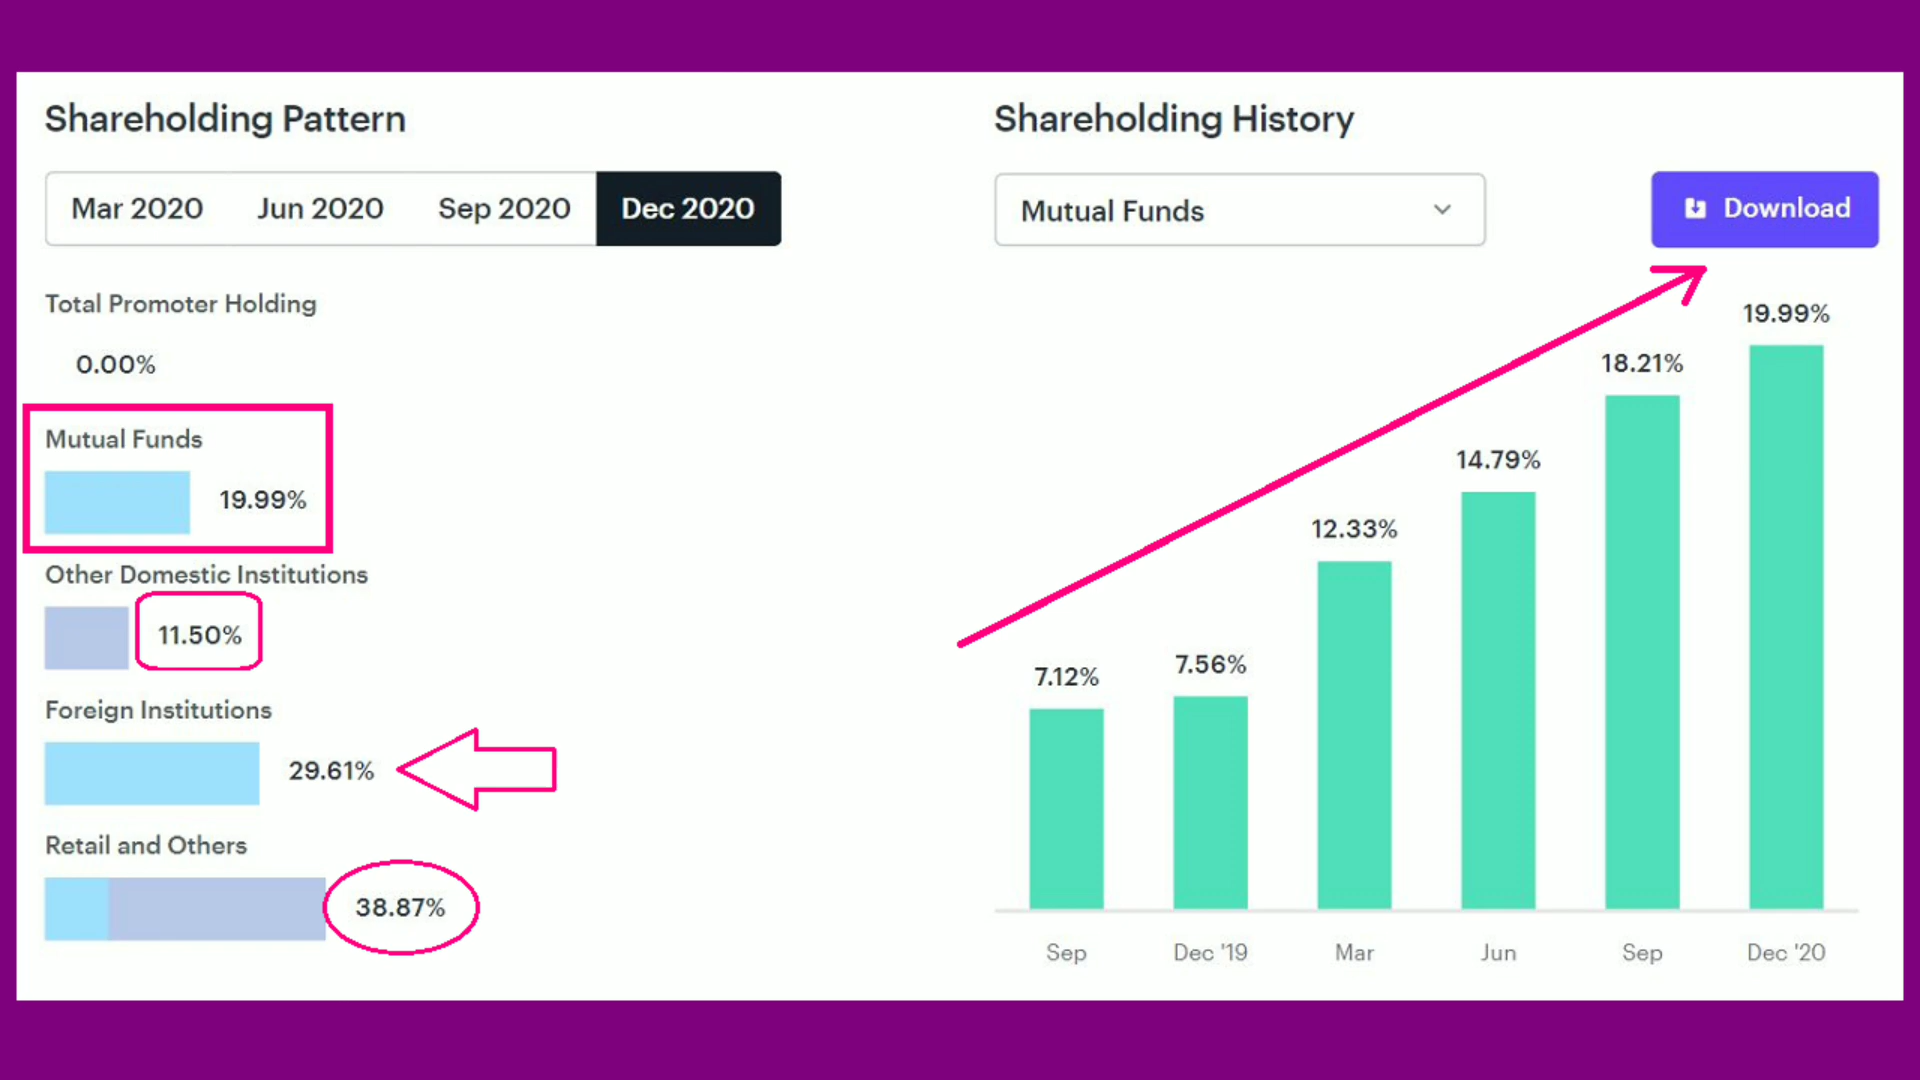 Shareholding Pattern
Mar 2020 Jun 2020 Sep 2020 Dec 2020
Total Promoter Holding
0.00%
Mutual Funds
19.99%
Other Domestic Institutions
11.50%
Foreign Institutions
29.61%
Retail and Others
38.87%
Shareholding History
Mutual Funds
Download
7.12% 7.56% 12.33% 14.79% 18.21% 19.99%
Sep Dec '19 Mar Jun Sep Dec '20